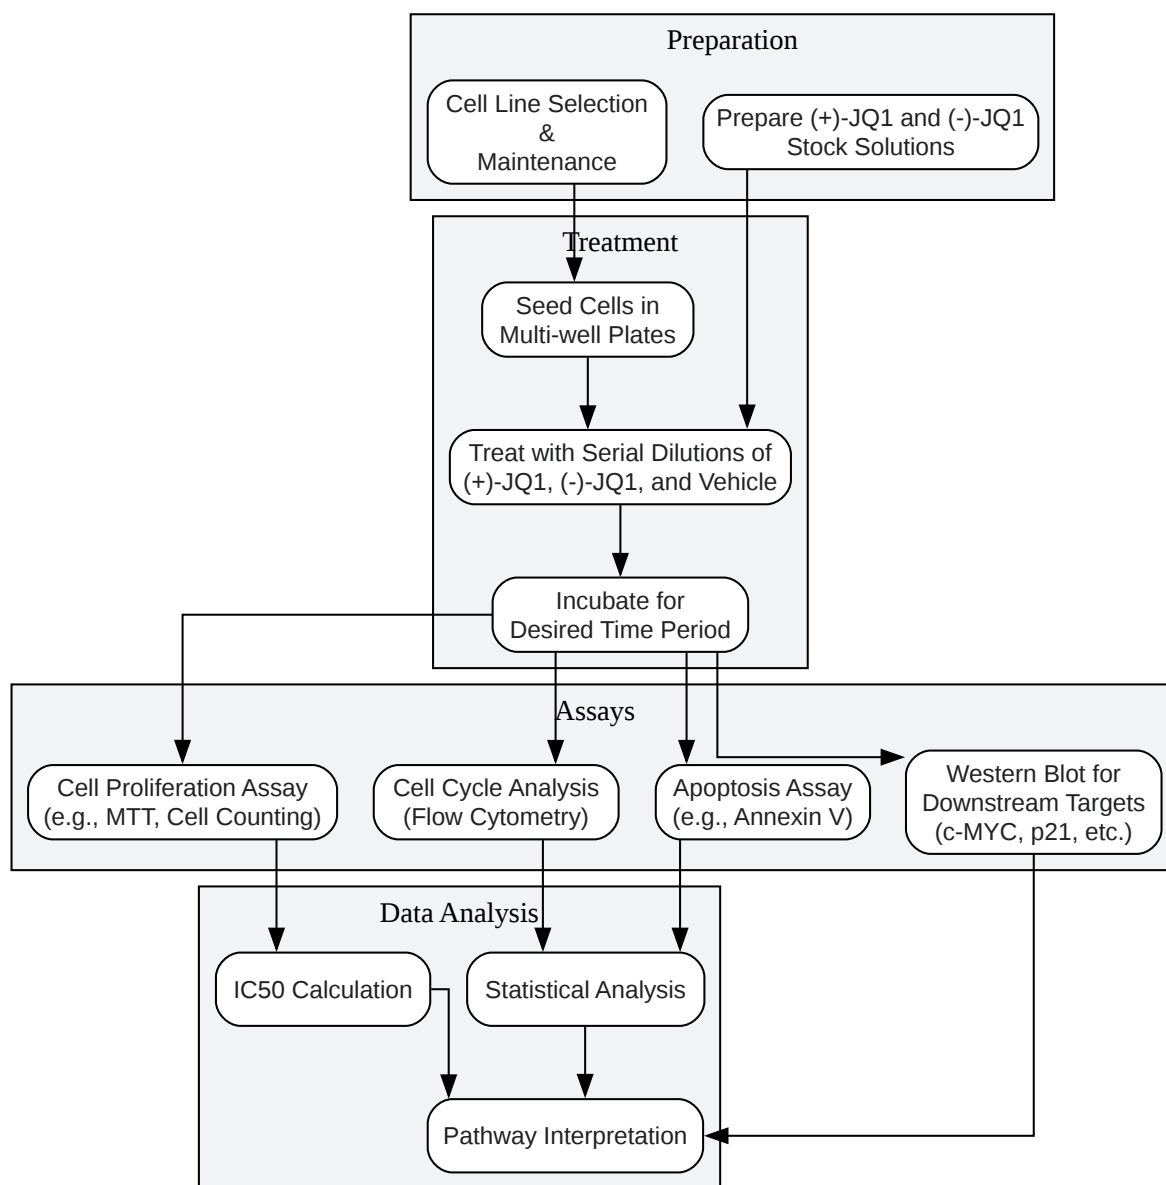 Preparation
Cell Line Selection
&
Maintenance
Prepare (+)-JQ1 and (-)-JQ1
Stock Solutions
Treatment
Seed Cells in
Multi-well Plates
Treat with Serial Dilutions of
(+)-JQ1, (-)-JQ1, and Vehicle
Incubate for
Desired Time Period
Assays
Cell Proliferation Assay
(e.g., MTT, Cell Counting)
Cell Cycle Analysis
(Flow Cytometry)
Apoptosis Assay
(e.g., Annexin V)
Western Blot for
Downstream Targets
(c-MYC, p21, etc.)
Data Analysis
IC50 Calculation
Statistical Analysis
Pathway Interpretation